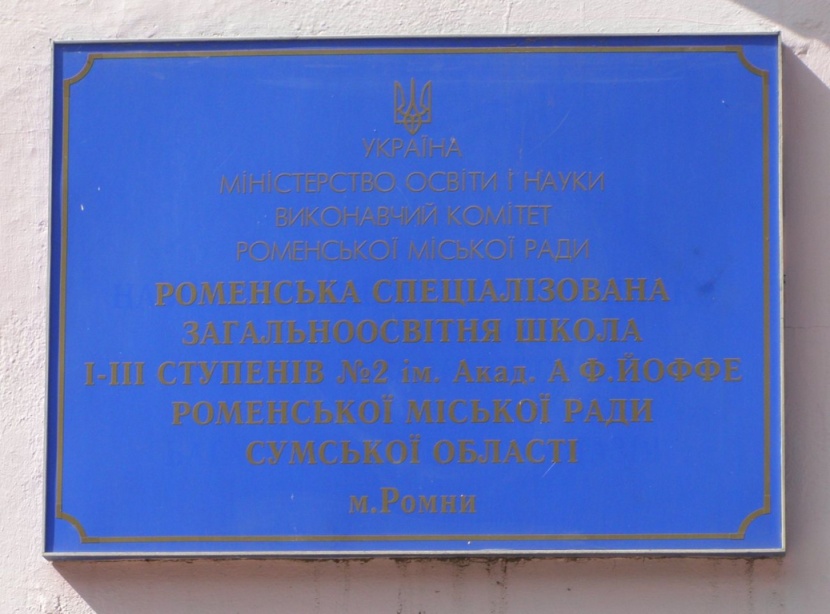 УКРАЇНА
МІНІСТЕРСТВО ОСВІТИ І НАУКИ
ВИКОНАВЧИЙ КОМІТЕТ
РОМЕНСЬКОЇ МІСЬКОЇ РАДИ
РОМЕНСЬКА СПЕЦІАЛІЗОВАНА
ЗАГАЛЬНООСВІТНЯ ШКОЛА
І-ІІІ СТУПЕНІВ №2 ім. Акад. А Ф.ЙОФФЕ
РОМЕНСЬКОЇ МІСЬКОЇ РАДИ
СУМСЬКОЇ ОБЛАСТІ
м.Ромни